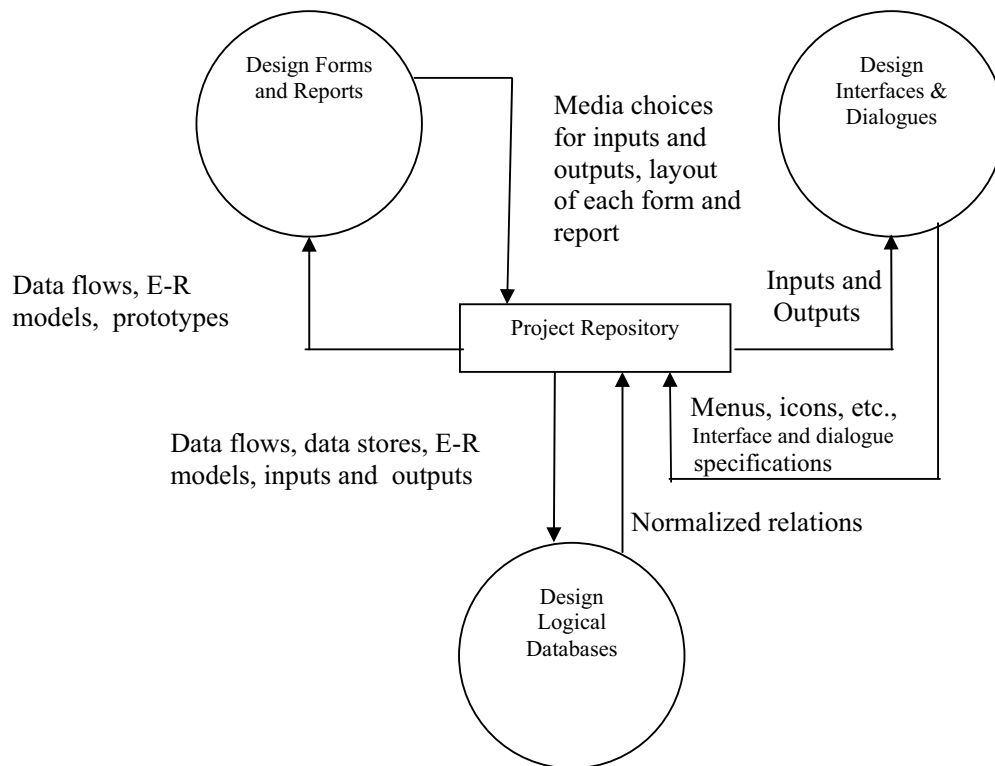 Design Forms
and Reports
Media choices
for inputs and
outputs, layout
of each form and
report
Design
Interfaces &
Dialogues
Data flows, E-R
models, prototypes
Inputs and
Outputs
Project Repository
Data flows, data stores, E-R
models, inputs and outputs
Menus, icons, etc.,
Interface and dialogue
specifications
Normalized relations
Design
Logical
Databases